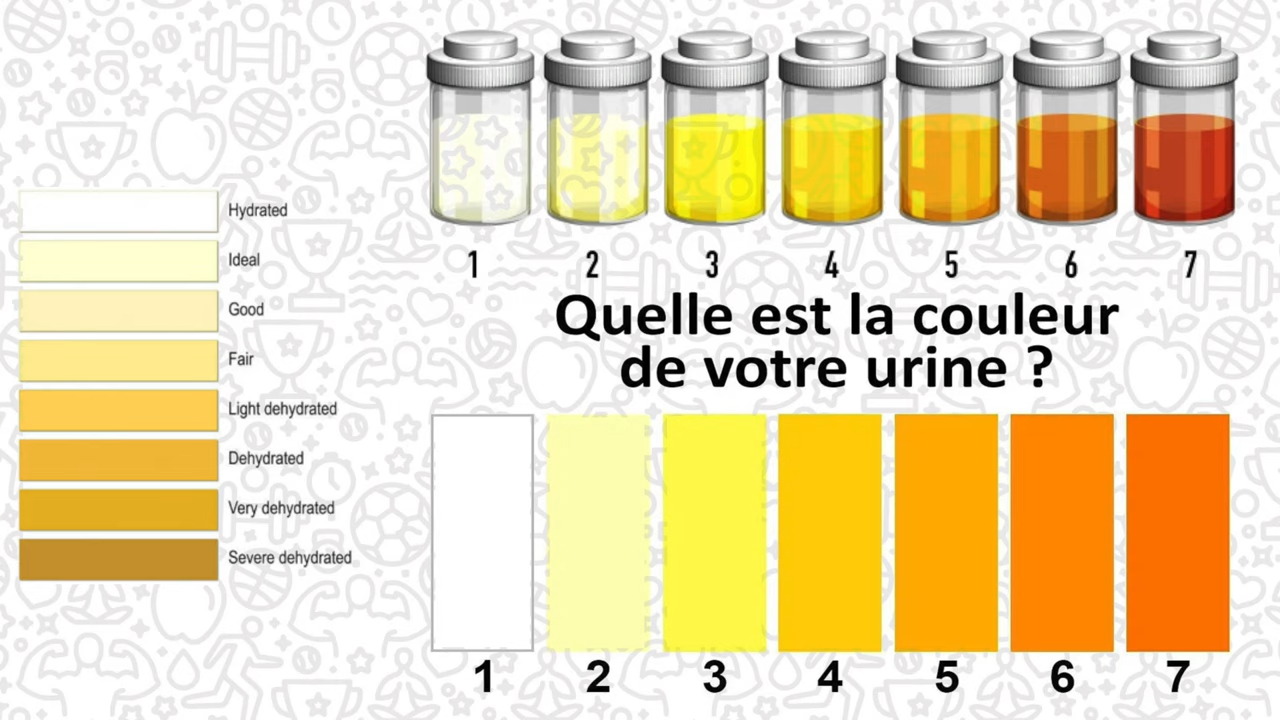 Hydrated
Ideal
Good
Fair
Light dehydrated
Dehydrated
Very dehydrated
Severe dehydrated
1 2 3 4 5 6 7
Quelle est la couleur
de votre urine ?
1 2 3 4 5 6 7